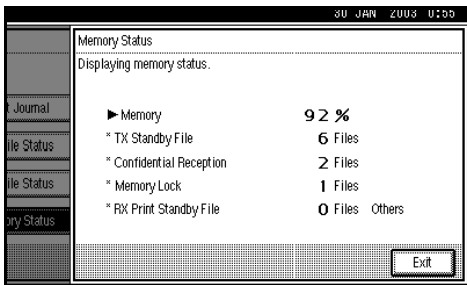 30 JAN 2003 0:55
Memory Status
Displaying memory status.
t Journal
ile Status
ile Status
ory Status
▶ Memory 92 %
* TX Standby File 6 Files
* Confidential Reception 2 Files
* Memory Lock 1 Files
* RX Print Standby File 0 Files Others
Exit